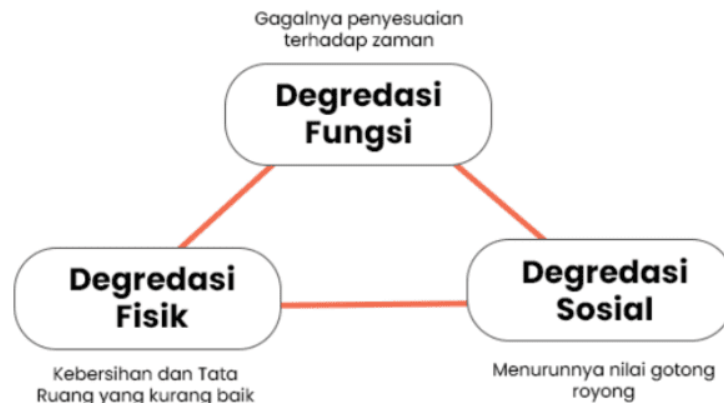 Gagalnya penyesuaian
terhadap zaman
Degredasi
Fungsi
Degredasi
Fisik
Kebersihan dan Tata
Ruang yang kurang baik
Degredasi
Sosial
Menurunnya nilai gotong
royong